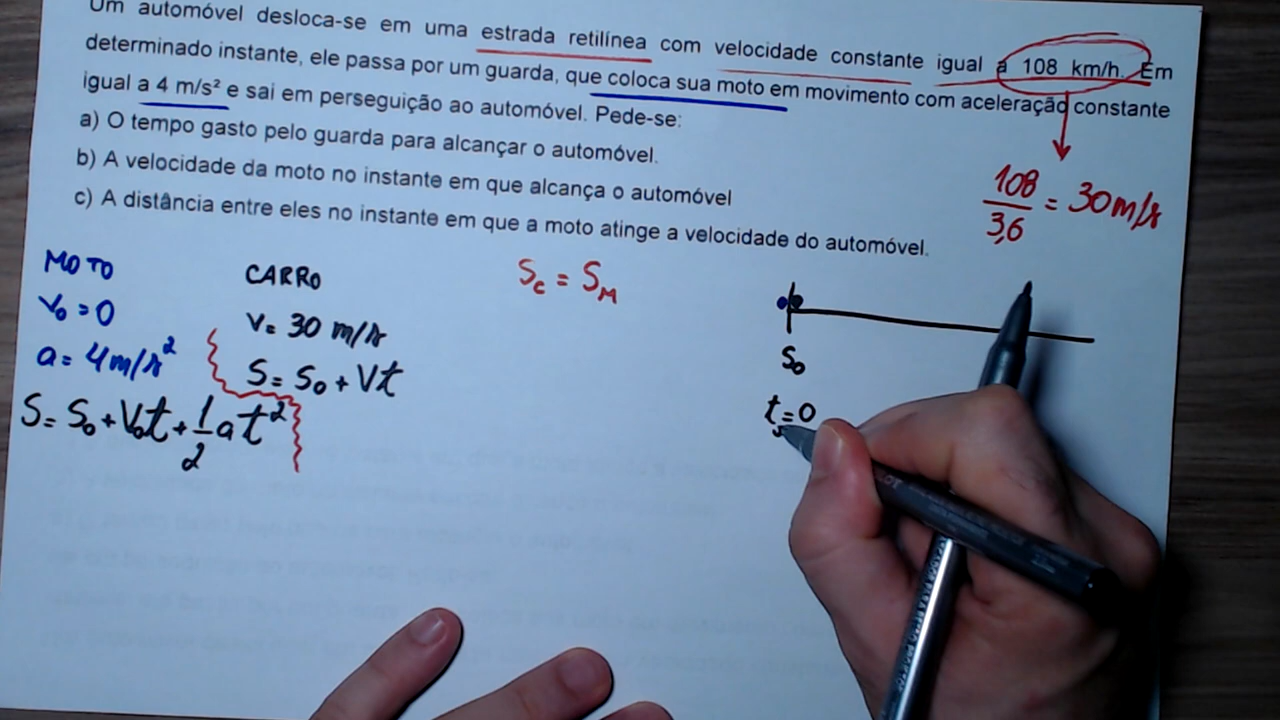 Um automóvel desloca-se em uma estrada retilínea com velocidade constante igual a 108 km/h. Em
determinado instante, ele passa por um guarda, que coloca sua moto em movimento com aceleração constante
igual a 4 m/s² e sai em perseguição ao automóvel. Pede-se:
a) O tempo gasto pelo guarda para alcançar o automóvel.
b) A velocidade da moto no instante em que alcança o automóvel
c) A distância entre eles no instante em que a moto atinge a velocidade do automóvel.
108/3,6 = 30 m/s
MOTO
V₀ = 0
a = 4 m/s²
S = S₀ + V₀t + 1/2 at²
CARRO
V = 30 m/s
S = S₀ + Vt
S_C = S_M
S₀
t = 0